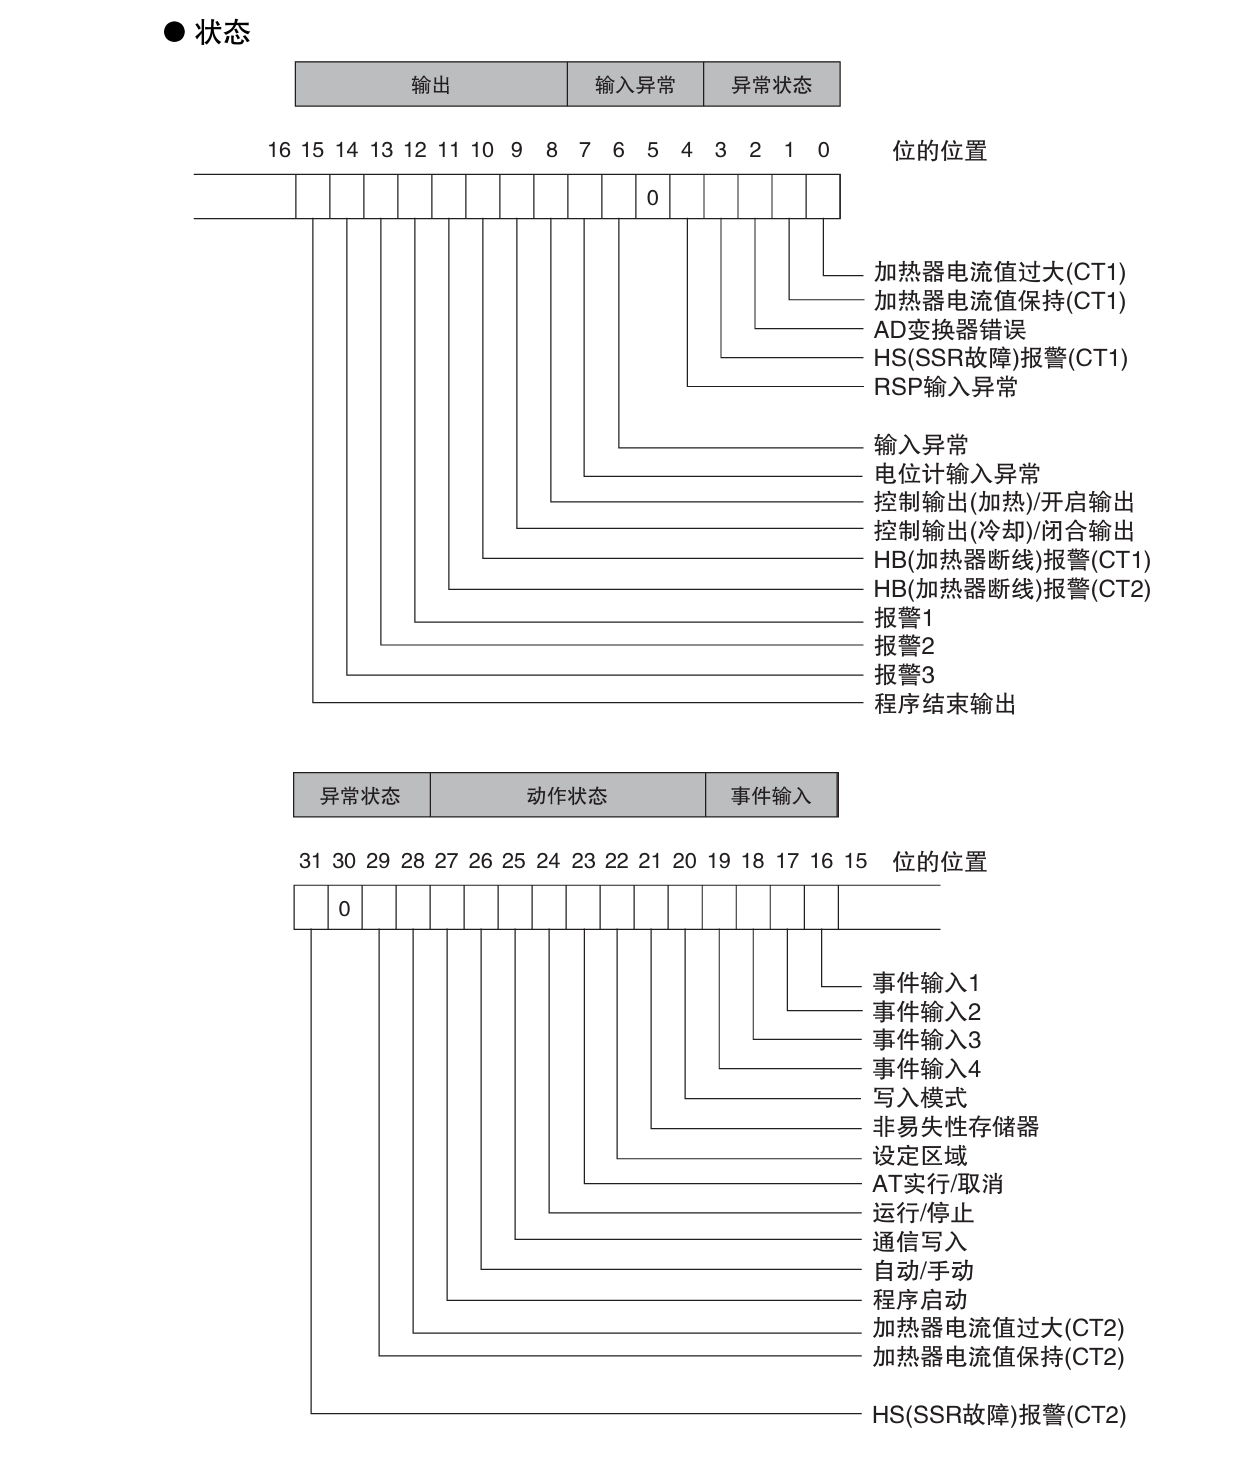 ● 状态
输出 输入异常 异常状态
16 15 14 13 12 11 10 9 8 7 6 5 4 3 2 1 0 位的位置
0
加热器电流值过大(CT1)
加热器电流值保持(CT1)
AD变换器错误
HS(SSR故障)报警(CT1)
RSP输入异常
输入异常
电位计输入异常
控制输出(加热)/开启输出
控制输出(冷却)/闭合输出
HB(加热器断线)报警(CT1)
HB(加热器断线)报警(CT2)
报警1
报警2
报警3
程序结束输出
异常状态 动作状态 事件输入
31 30 29 28 27 26 25 24 23 22 21 20 19 18 17 16 15 位的位置
0
事件输入1
事件输入2
事件输入3
事件输入4
写入模式
非易失性存储器
设定区域
AT实行/取消
运行/停止
通信写入
自动/手动
程序启动
加热器电流值过大(CT2)
加热器电流值保持(CT2)
HS(SSR故障)报警(CT2)